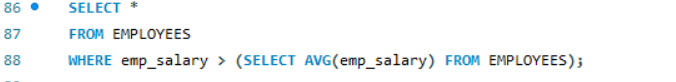 86 SELECT *
87 FROM EMPLOYEES
88 WHERE emp_salary > (SELECT AVG(emp_salary) FROM EMPLOYEES);